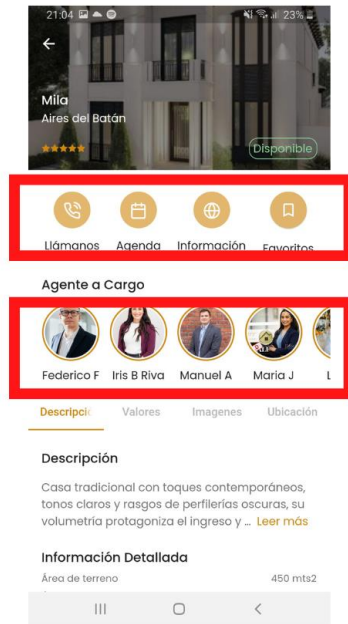 21:04 23%
Mila
Aires del Batán
Disponible
Llámanos Agenda Información Favoritos
Agente a Cargo
Federico F Iris B Riva Manuel A Maria J L
Descripci Valores Imagenes Ubicación
Descripción
Casa tradicional con toques contemporáneos,
tonos claros y rasgos de perfilerías oscuras, su
volumetría protagoniza el ingreso y ... Leer más
Información Detallada
Área de terreno 450 mts2